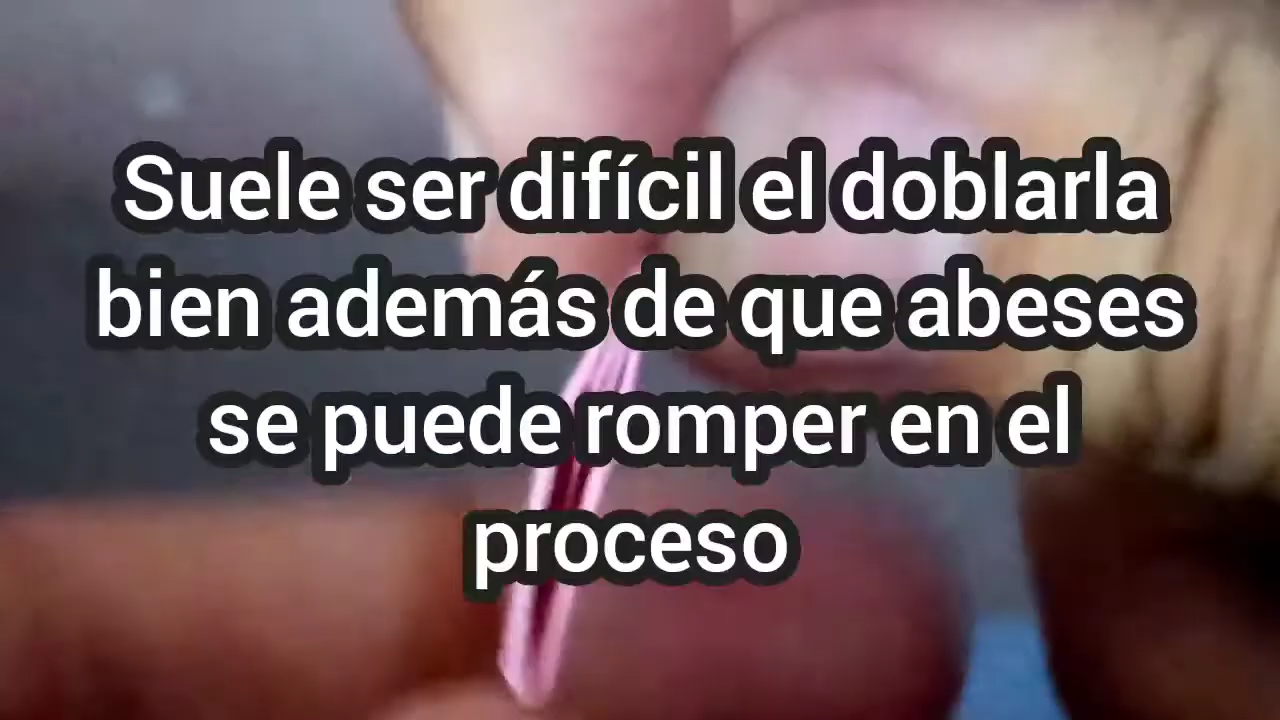 Suele ser difícil el doblarla
bien además de que abeses
se puede romper en el
proceso